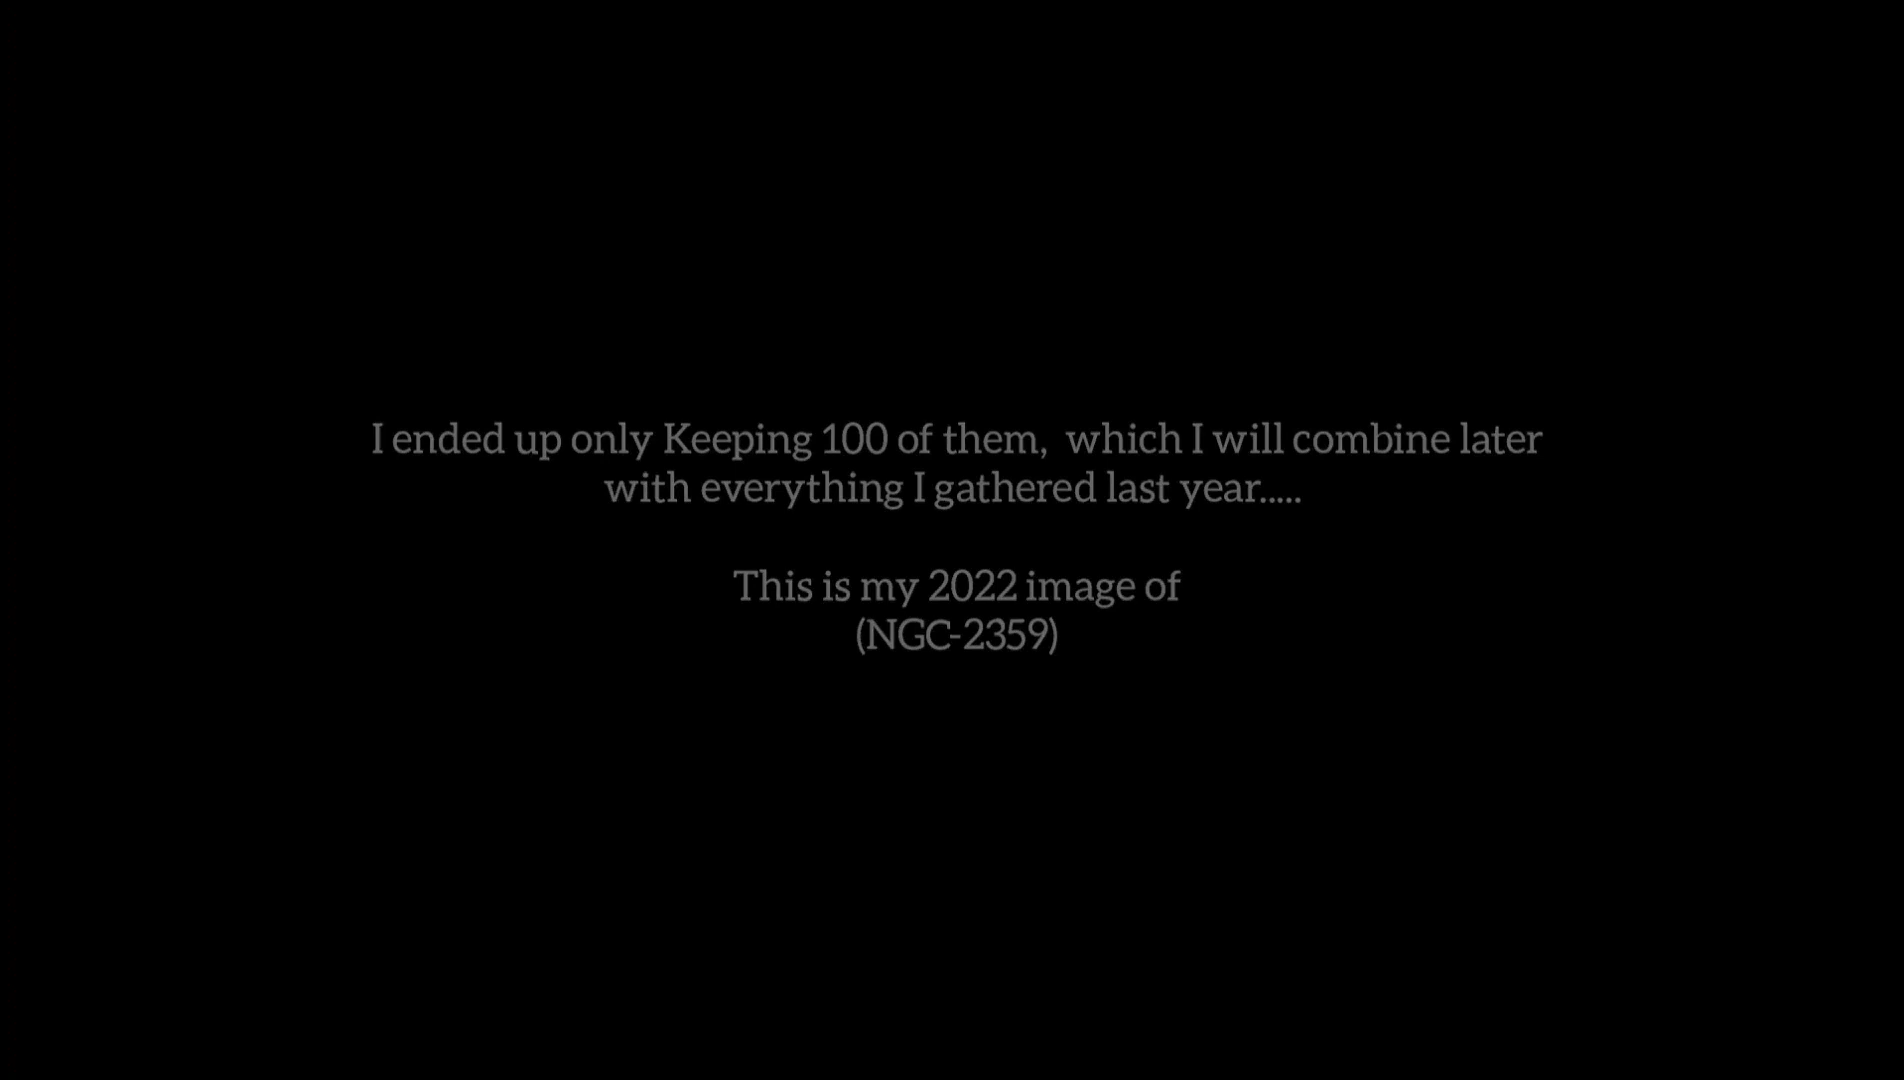 I ended up only Keeping 100 of them,  which I will combine later
with everything I gathered last year.....
This is my 2022 image of
(NGC-2359)